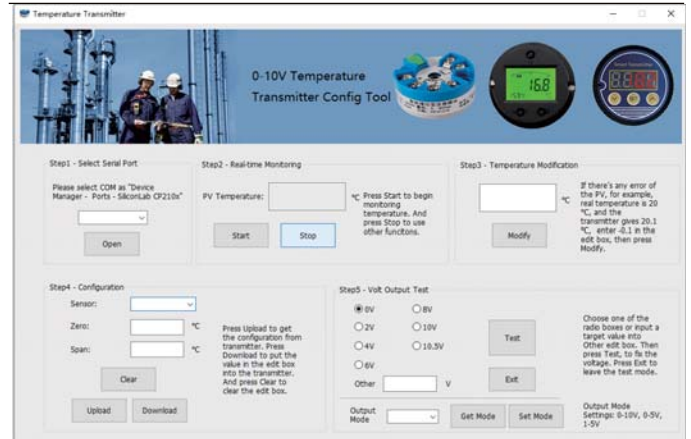 Temperature Transmitter
0-10V Temperature
Transmitter Config Tool
16.8
Step1 - Select Serial Port
Please select COM as "Device
Manager - Ports - SiliconLab CP210x"
Open
Step2 - Real-time Monitoring
PV Temperature:
℃
Press Start to begin
monitoring
temperature. And
press Stop to use
other funcitons.
Start
Stop
Step3 - Temperature Modification
℃
Modify
If there's any error of
the PV, for example,
real temperature is 20
℃, and the
transmitter gives 20.1
℃, enter -0.1 in the
edit box, then press
Modify.
Step4 - Configuration
Sensor:
Zero:
℃
Span:
℃
Clear
Upload
Download
Press Upload to get
the configuration from
transmitter. Press
Download to put the
value in the edit box
into the transmitter.
And press Clear to
clear the edit box.
Step5 - Volt Output Test
0V
8V
2V
10V
4V
10.5V
6V
Other
V
Test
Exit
Choose one of the
radio boxes or input a
target value into
Other edit box. Then
press Test, to fix the
voltage. Press Exit to
leave the test mode.
Output
Mode
Get Mode
Set Mode
Output Mode
Settings: 0-10V, 0-5V,
1-5V